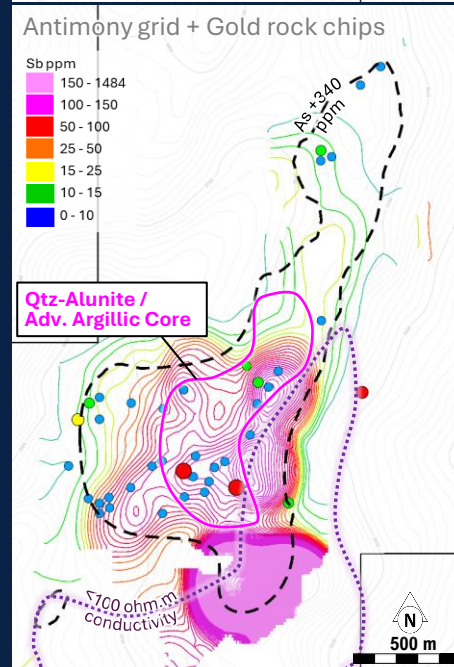 Antimony grid + Gold rock chips
Sb ppm
150 - 1484
100 - 150
50 - 100
25 - 50
15 - 25
10 - 15
0 - 10
As +340
ppm
Qtz-Alunite /
Adv. Argillic Core
<100 ohm.m
conductivity
N
500 m